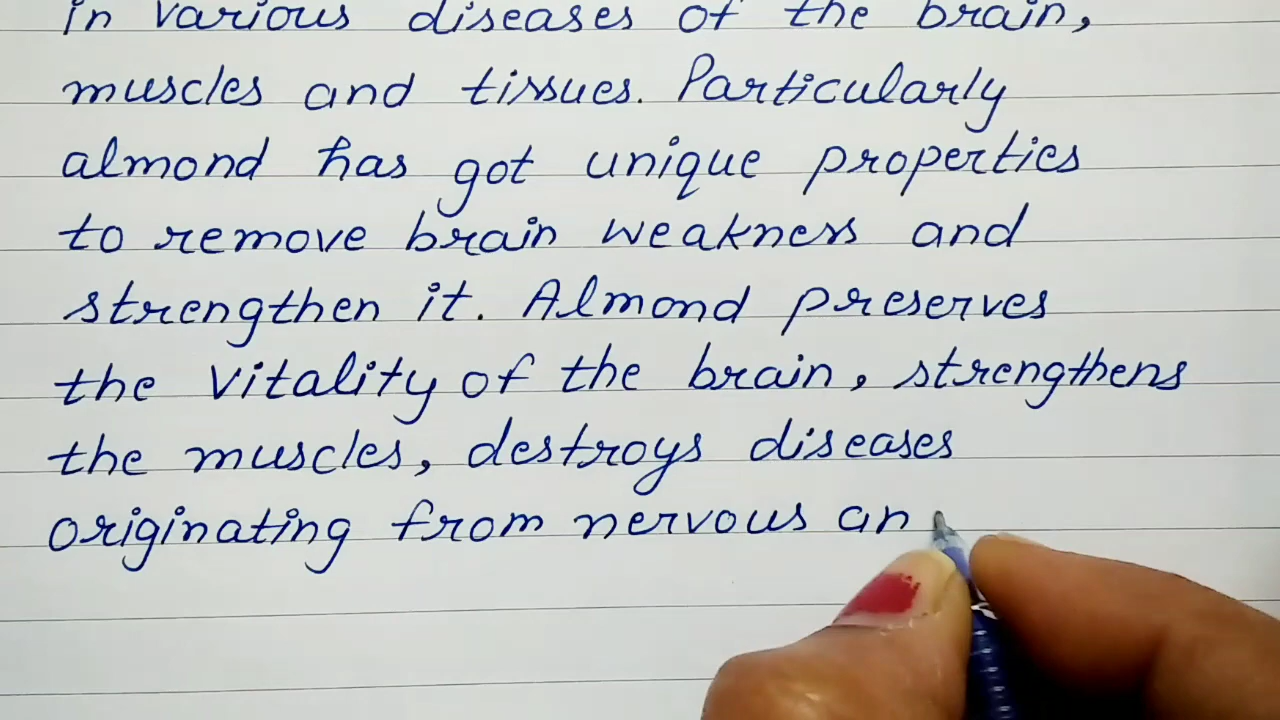 in various diseases of the brain,
muscles and tissues. Particularly
almond has got unique properties
to remove brain weakness and
strengthen it. Almond preserves
the vitality of the brain, strengthens
the muscles, destroys diseases
originating from nervous an